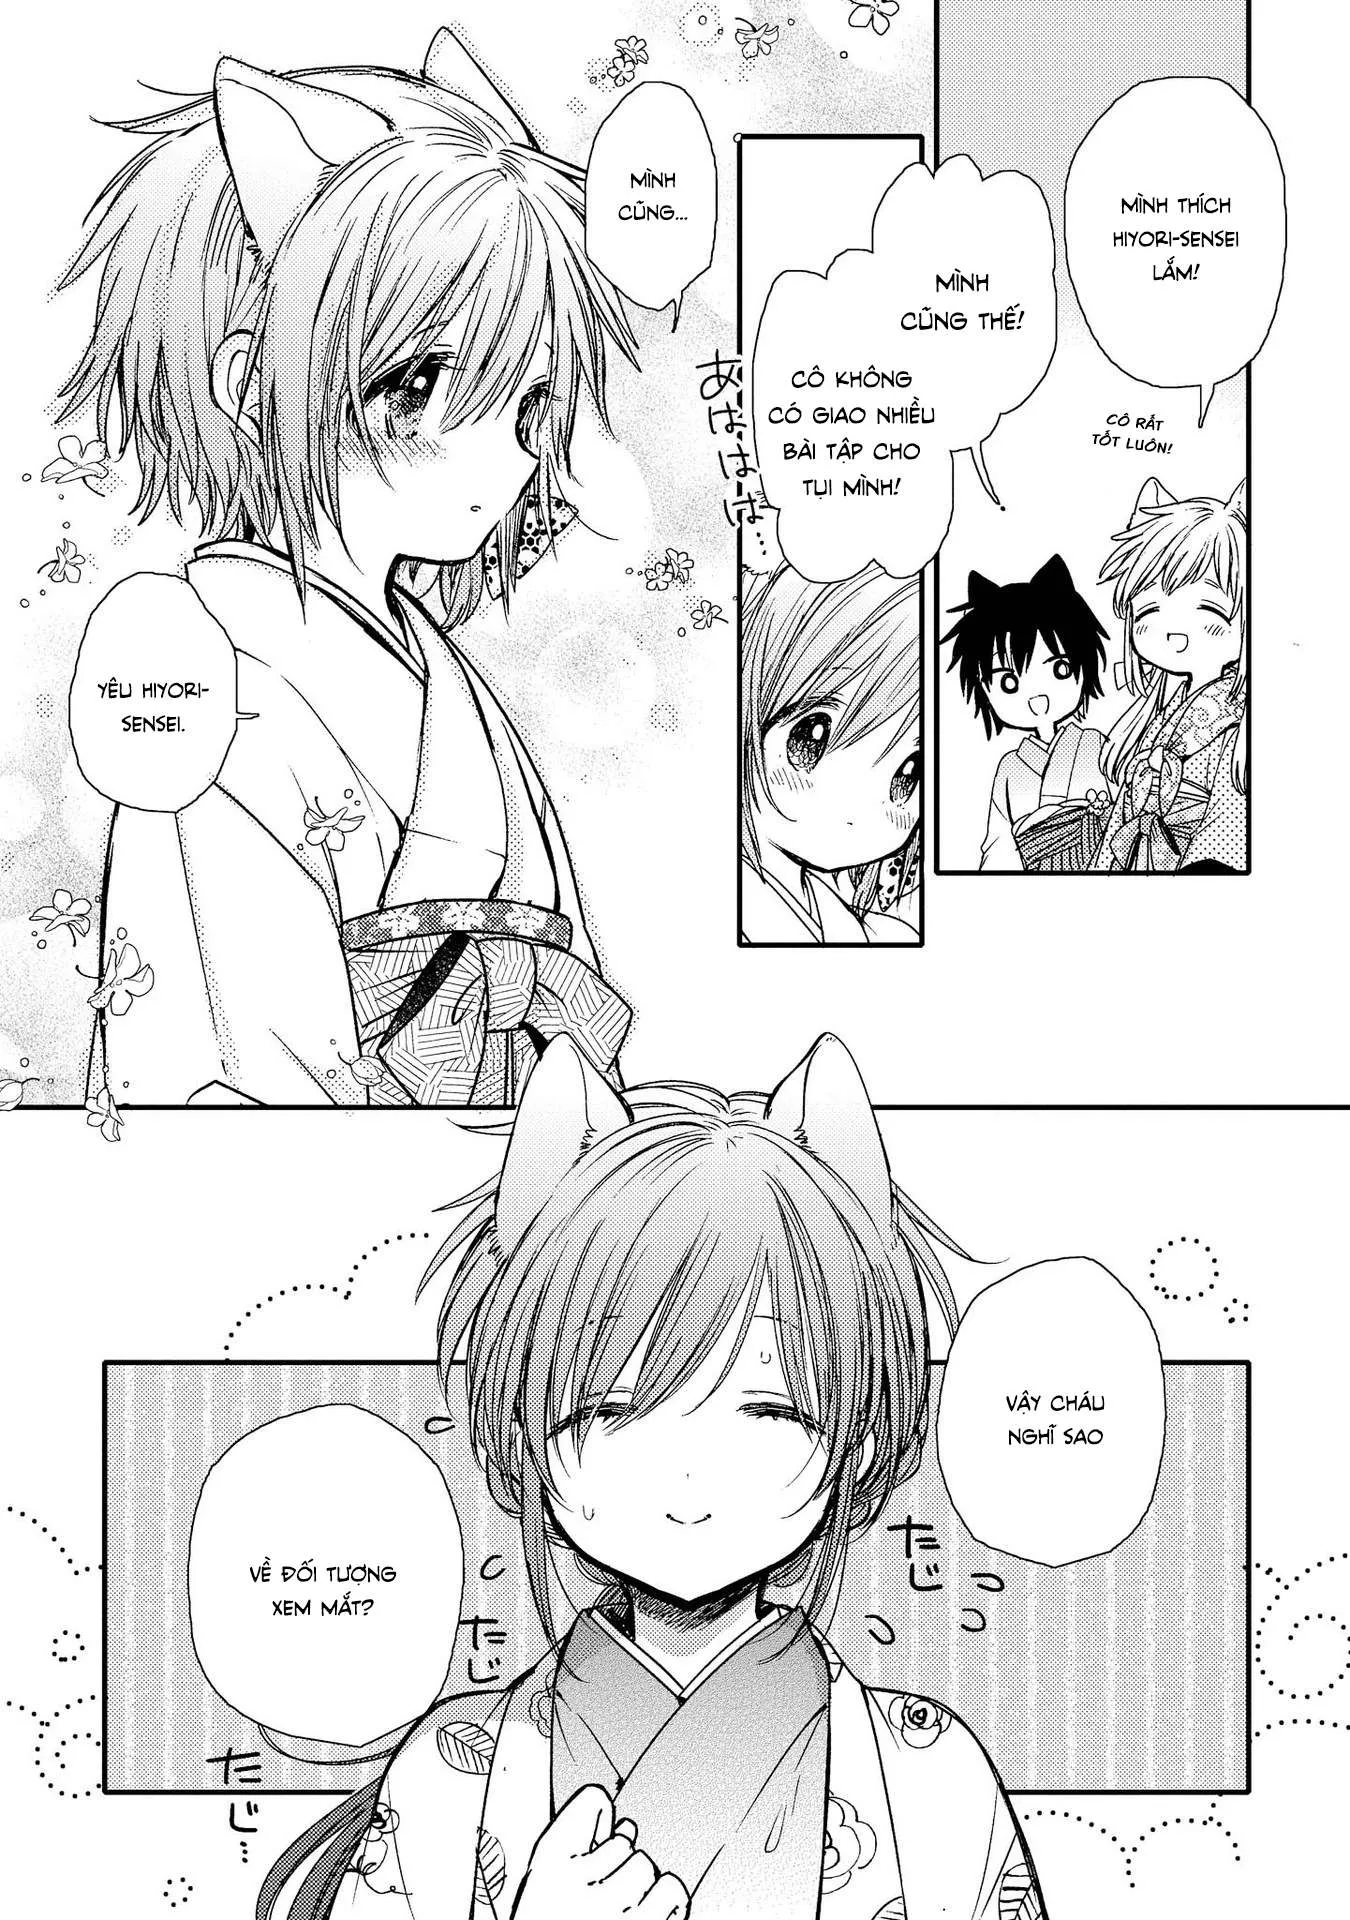 MÌNH THÍCH
HIYORI-SENSEI
LẮM!
CÔ RẤT
TỐT LUÔN!
MÌNH
CŨNG THẾ!
CÔ KHÔNG
CÓ GIAO NHIỀU
BÀI TẬP CHO
TỤI MÌNH!
あははは…
MÌNH
CŨNG...
YÊU HIYORI-
SENSEI.
VẬY CHÁU
NGHĨ SAO
たじ
VỀ ĐỐI TƯỢNG
XEM MẮT?
たじ
たじ…